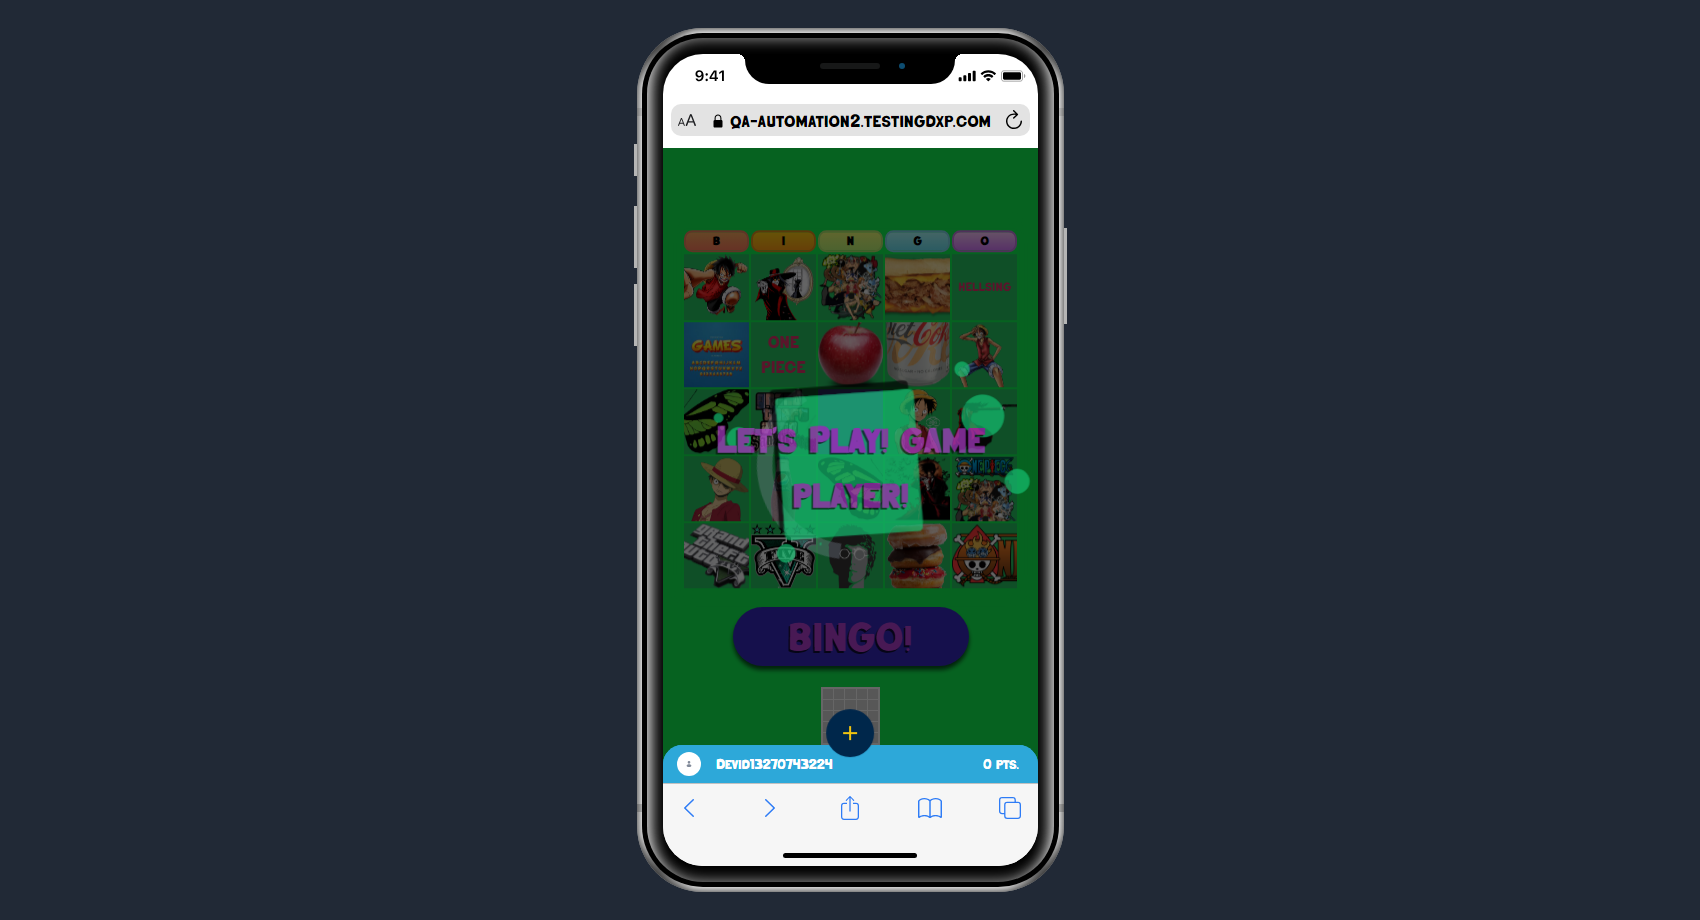 9:41
AA QA-AUTOMATION2.TESTINGDXP.COM
B I N G O
HELLSING
GAMES
ONE
PIECE
LET'S PLAY! GAME
PLAYER!
BINGO!
+
DEVID13270743224 0 PTS.